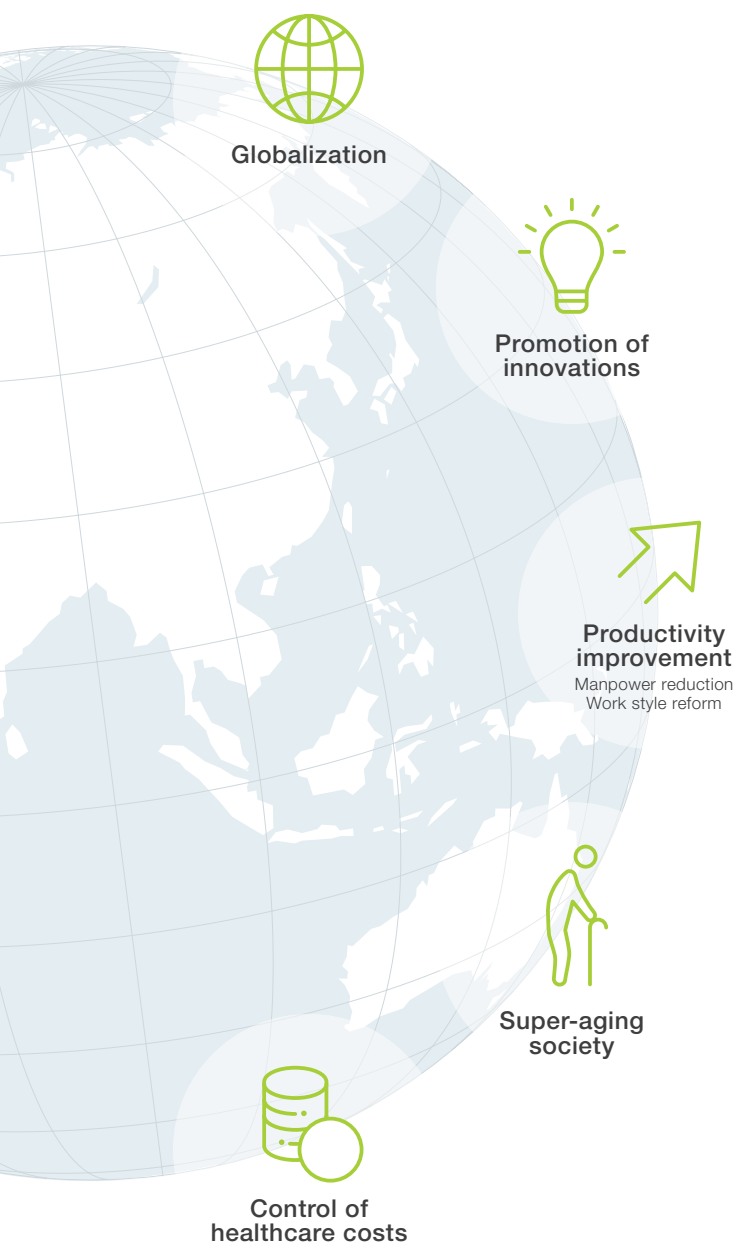 Globalization
Promotion of
innovations
Productivity
improvement
Manpower reduction
Work style reform
Super-aging
society
Control of
healthcare costs